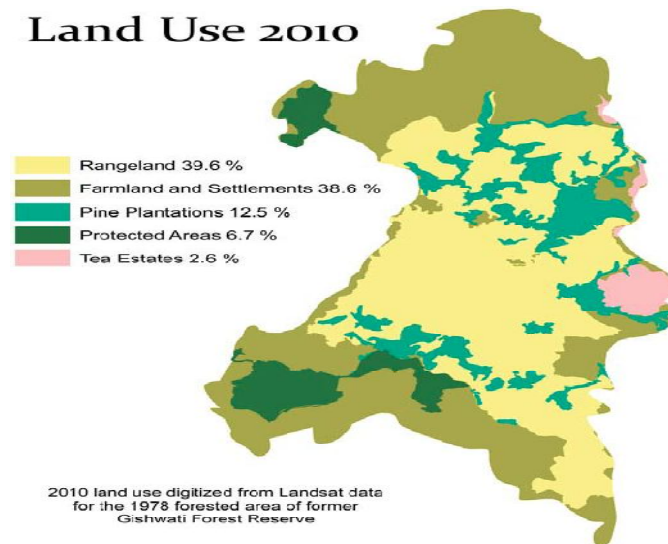 Land Use 2010
Rangeland 39.6 %
Farmland and Settlements 38.6 %
Pine Plantations 12.5 %
Protected Areas 6.7 %
Tea Estates 2.6 %
2010 land use digitized from Landsat data
for the 1978 forested area of former
Gishwati Forest Reserve